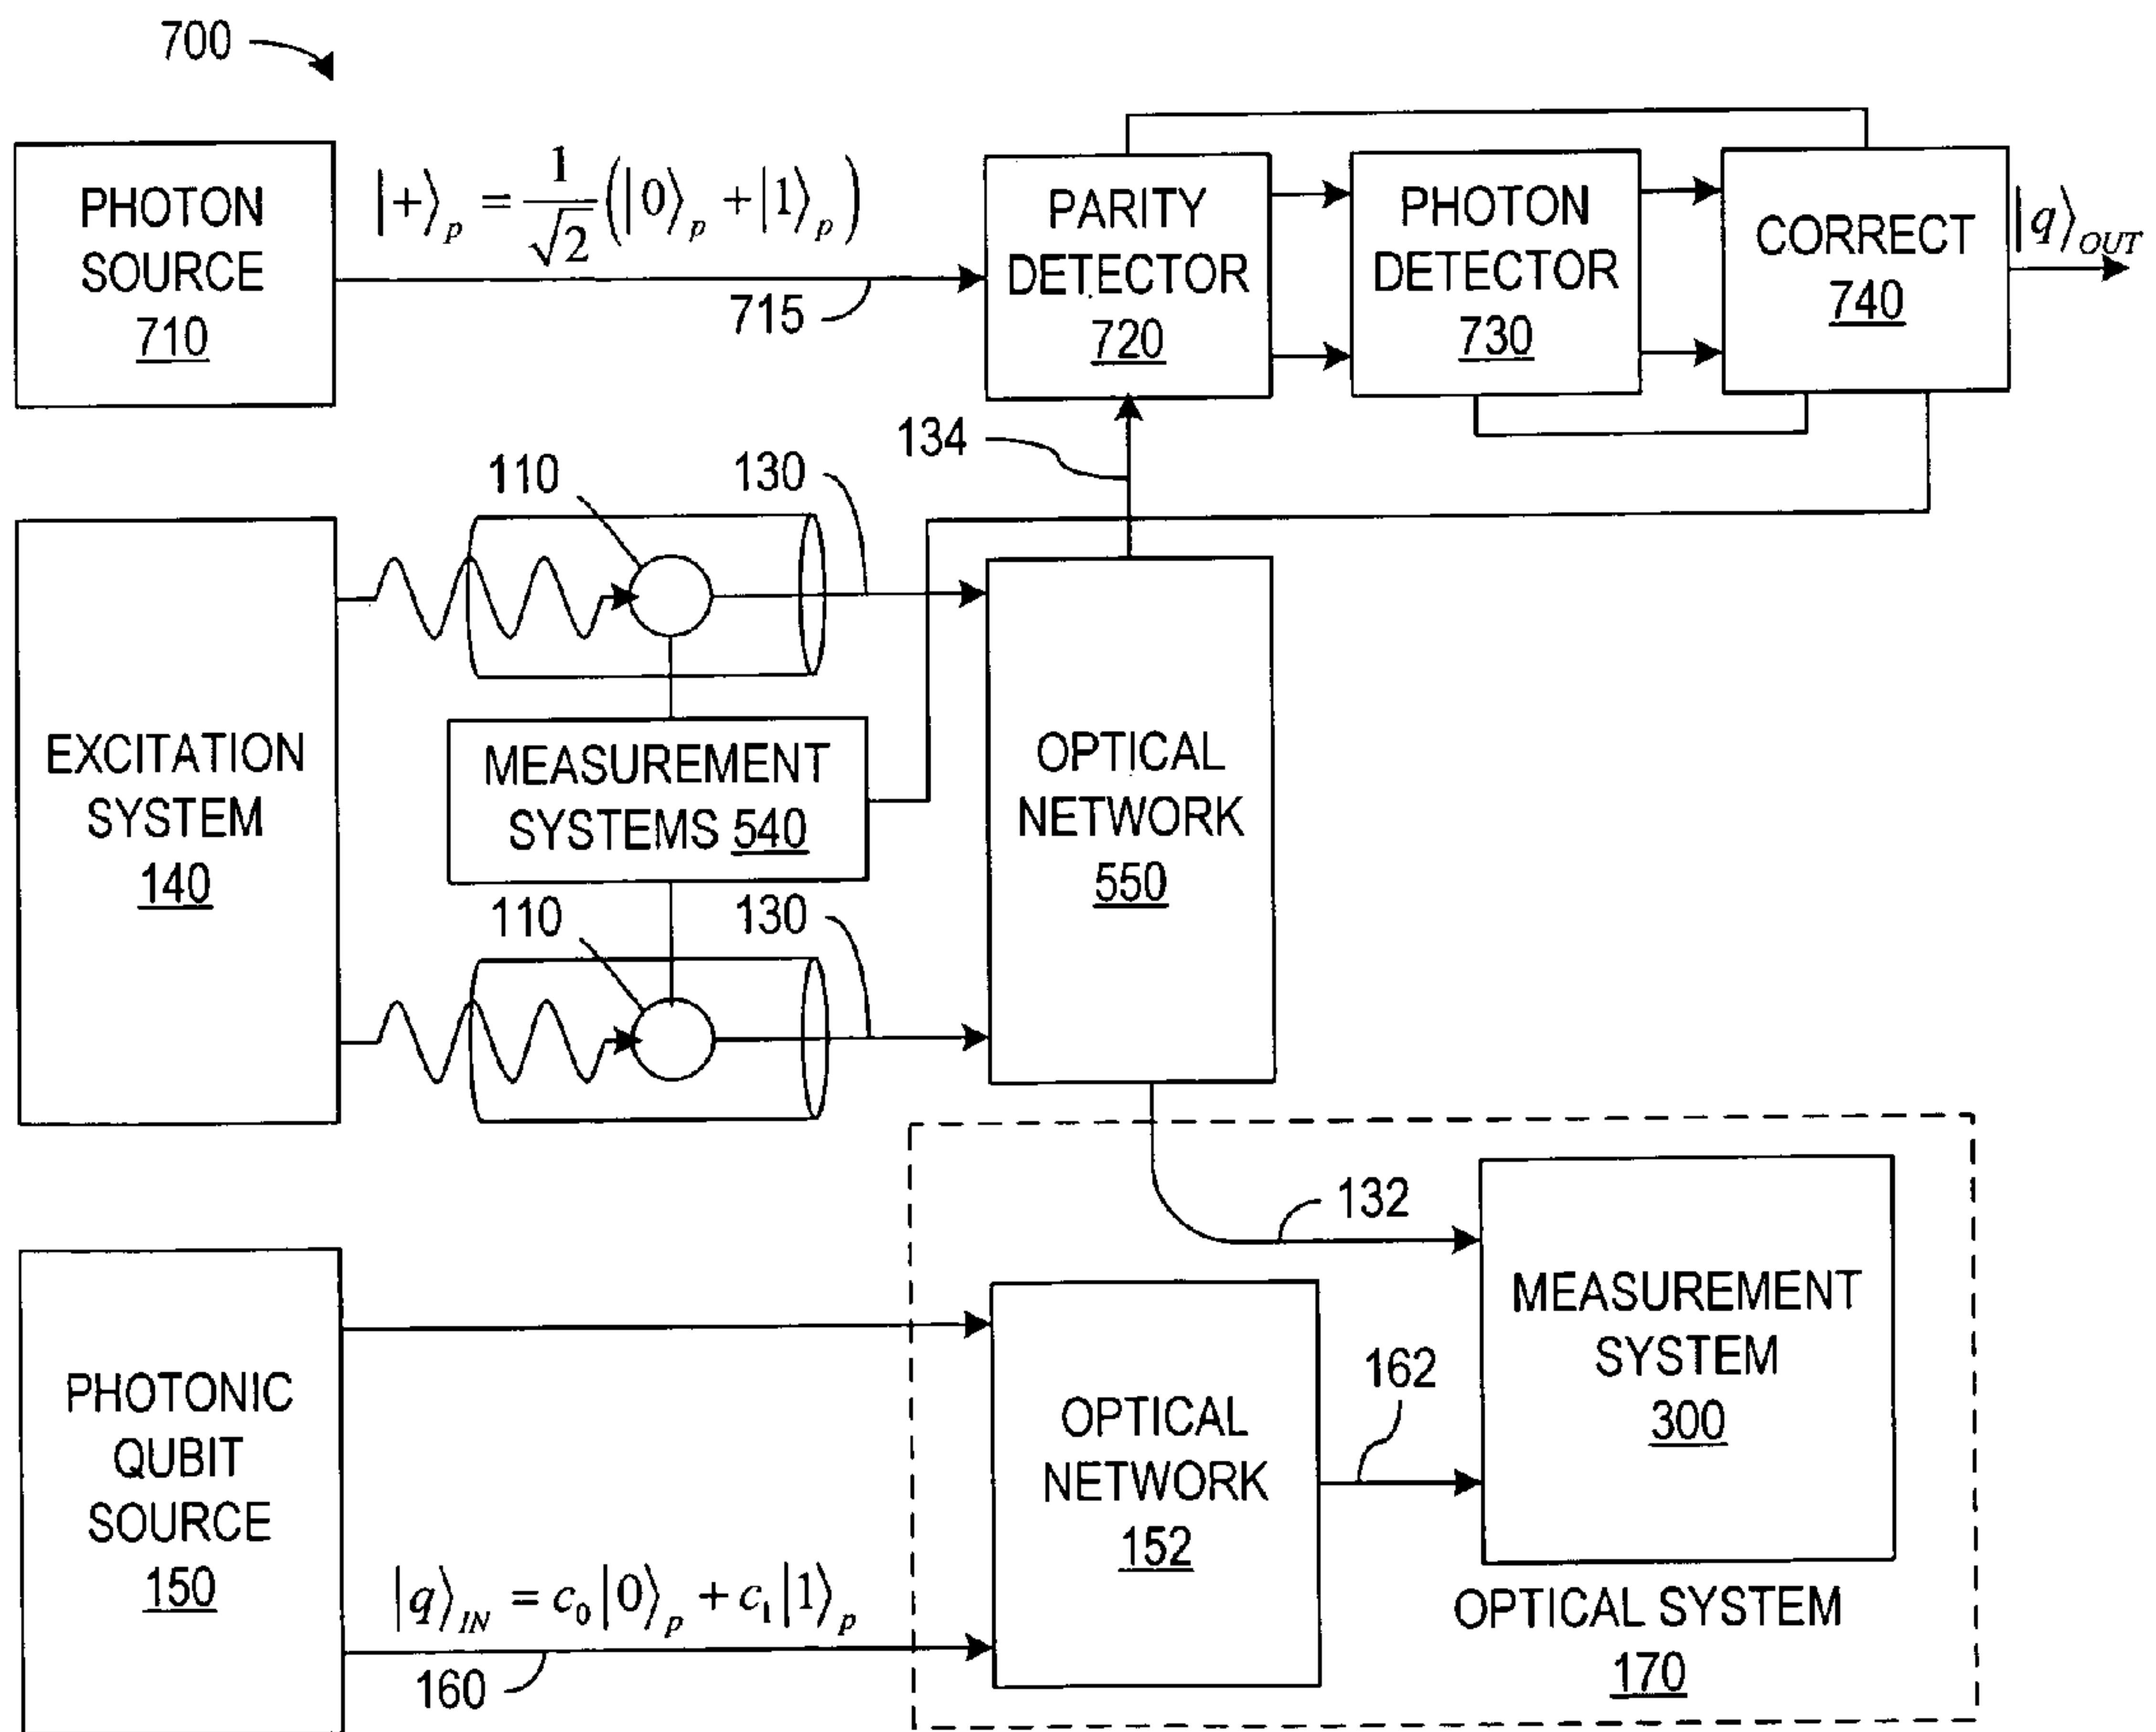 700
PHOTON
SOURCE
710
|+⟩p = 1/√2 (|0⟩p + |1⟩p)
715
PARITY
DETECTOR
720
PHOTON
DETECTOR
730
CORRECT
740
|q⟩OUT
134
110
130
EXCITATION
SYSTEM
140
MEASUREMENT
SYSTEMS 540
OPTICAL
NETWORK
550
110
130
132
PHOTONIC
QUBIT
SOURCE
150
|q⟩IN = c0|0⟩p + c1|1⟩p
160
OPTICAL
NETWORK
152
162
MEASUREMENT
SYSTEM
300
OPTICAL SYSTEM
170